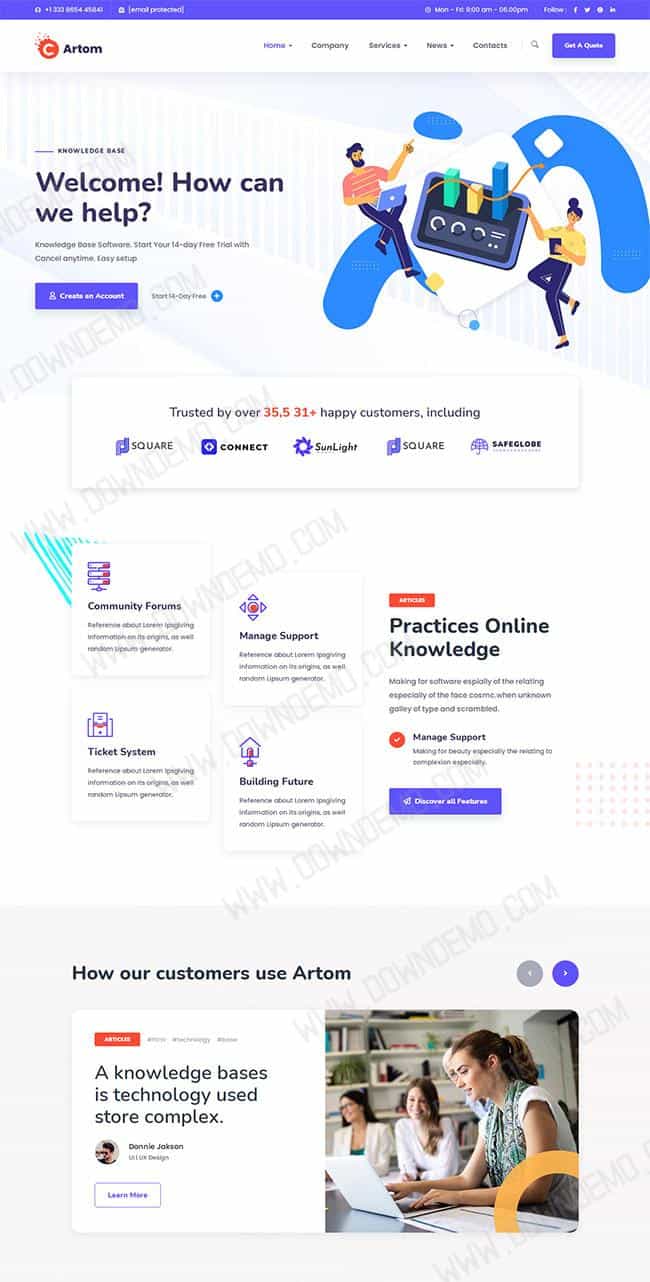 +1 333 8654 45841
[email protected]
Mon - Fri: 9:00 am - 06.00pm
Follow :
Artom
Home
Company
Services
News
Contacts
Get A Quote
KNOWLEDGE BASE
Welcome! How can
we help?
Knowledge Base Software. Start Your 14-day Free Trial with
Cancel anytime. Easy setup
Create an Account
Start 14-Day Free
Trusted by over 35,5 31+ happy customers, including
SQUARE
CONNECT
SunLight
SQUARE
SAFEGLOBE
Community Forums
Reference about Lorem Ipsgiving
information on its origins, as well
random Lipsum generator.
Manage Support
Reference about Lorem Ipsgiving
information on its origins, as well
random Lipsum generator.
Ticket System
Reference about Lorem Ipsgiving
information on its origins, as well
random Lipsum generator.
Building Future
Reference about Lorem Ipsgiving
information on its origins, as well
random Lipsum generator.
ARTICLES
Practices Online
Knowledge
Making for software espially of the relating
especially of the face cosmc,when unknown
galley of type and scrambled.
Manage Support
Making for beauty especially the relating to
complexion especially.
Discover all Features
How our customers use Artom
ARTICLES
#technology
#base
A knowledge bases
is technology used
store complex.
Donnie Jakson
UI | UX Design
Learn More
WWW.DOWNDEMO.COM